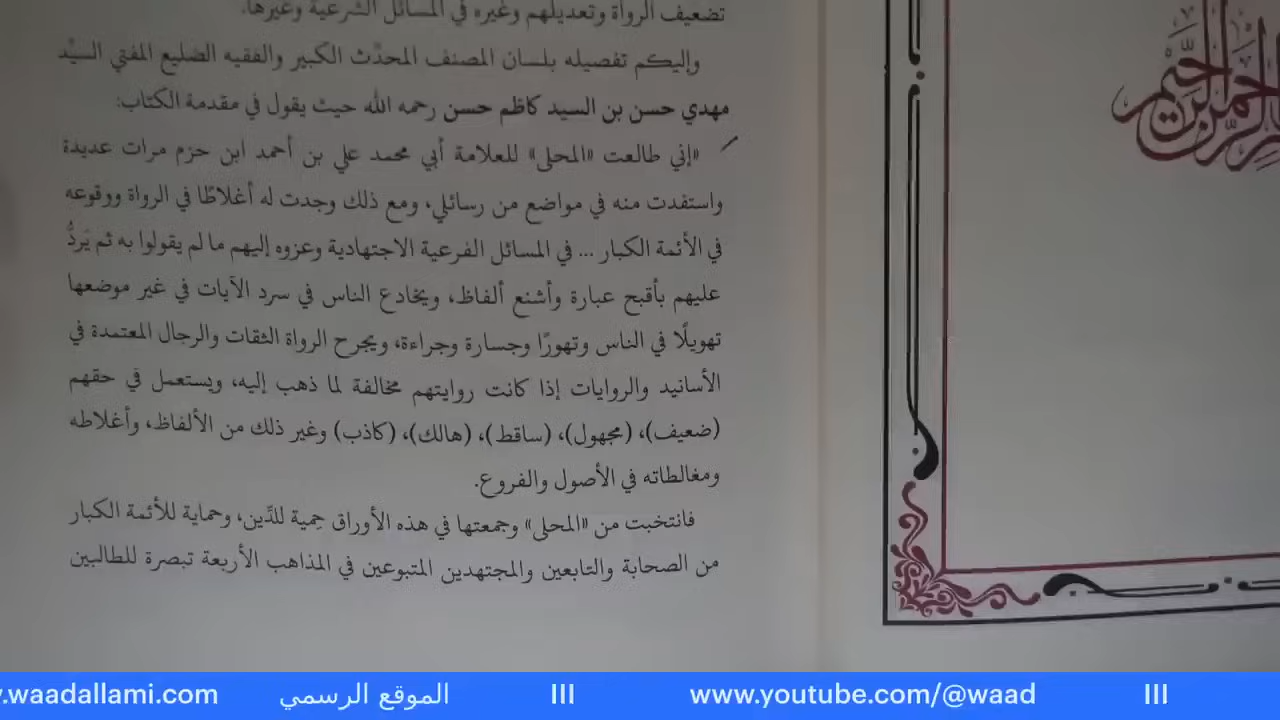 تضعيف الرواة وتعديلهم وغيره في المسائل الشرعية وغيرها.
وإليكم تفصيله بلسان المصنف المحدّث الكبير والفقيه الضليع المفتي السيّد
مهدي حسن بن السيد كاظم حسن رحمه الله حيث يقول في مقدمة الكتاب:
«إني طالعت «المحلى» للعلامة أبي محمد علي بن أحمد ابن حزم مرات عديدة
واستفدت منه في مواضع من رسائلي، ومع ذلك وجدت له أغلاطًا في الرواة ووقوعه
في الأئمة الكبار ... في المسائل الفرعية الاجتهادية وعزوه إليهم ما لم يقولوا به ثم يَردُّ
عليهم بأقبح عبارة وأشنع ألفاظ، ويخادع الناس في سرد الآيات في غير موضعها
تهويلًا في الناس وتهورًا وجسارة وجراءة، ويجرح الرواة الثقات والرجال المعتمدة في
الأسانيد والروايات إذا كانت روايتهم مخالفة لما ذهب إليه، ويستعمل في حقهم
(ضعيف)، (مجهول)، (ساقط)، (هالك)، (كاذب) وغير ذلك من الألفاظ، وأغلاطه
ومغالطاته في الأصول والفروع.
فانتخبت من «المحلى» وجمعتها في هذه الأوراق حِمية للدِّين، وحماية للأئمة الكبار
من الصحابة والتابعين والمجتهدين المتبوعين في المذاهب الأربعة تبصرة للطالبين
.waadallami.com الموقع الرسمي III www.youtube.com/@waad III